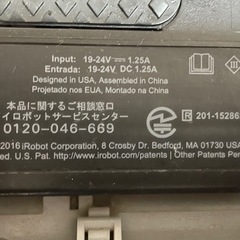 Input: 19-24V 1.25A
Entrada: 19-24V DC 1.25A
Designed in USA, Assembled in China
Projetado nos EUA, Montado na China
本品に関するご相談窓口
イロボットサービスセンター
0120-046-669
R 201-15286
2016 iRobot Corporation, 8 Crosby Dr. Bedford, MA 01730 USA
ed. U.S. Pat. www.irobot.com/patents | Other Patents Pen